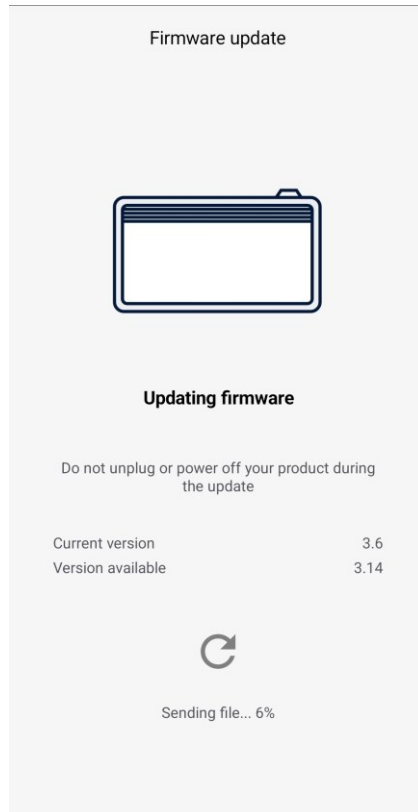 Firmware update
Updating firmware
Do not unplug or power off your product during
the update
Current version 3.6
Version available 3.14
Sending file... 6%